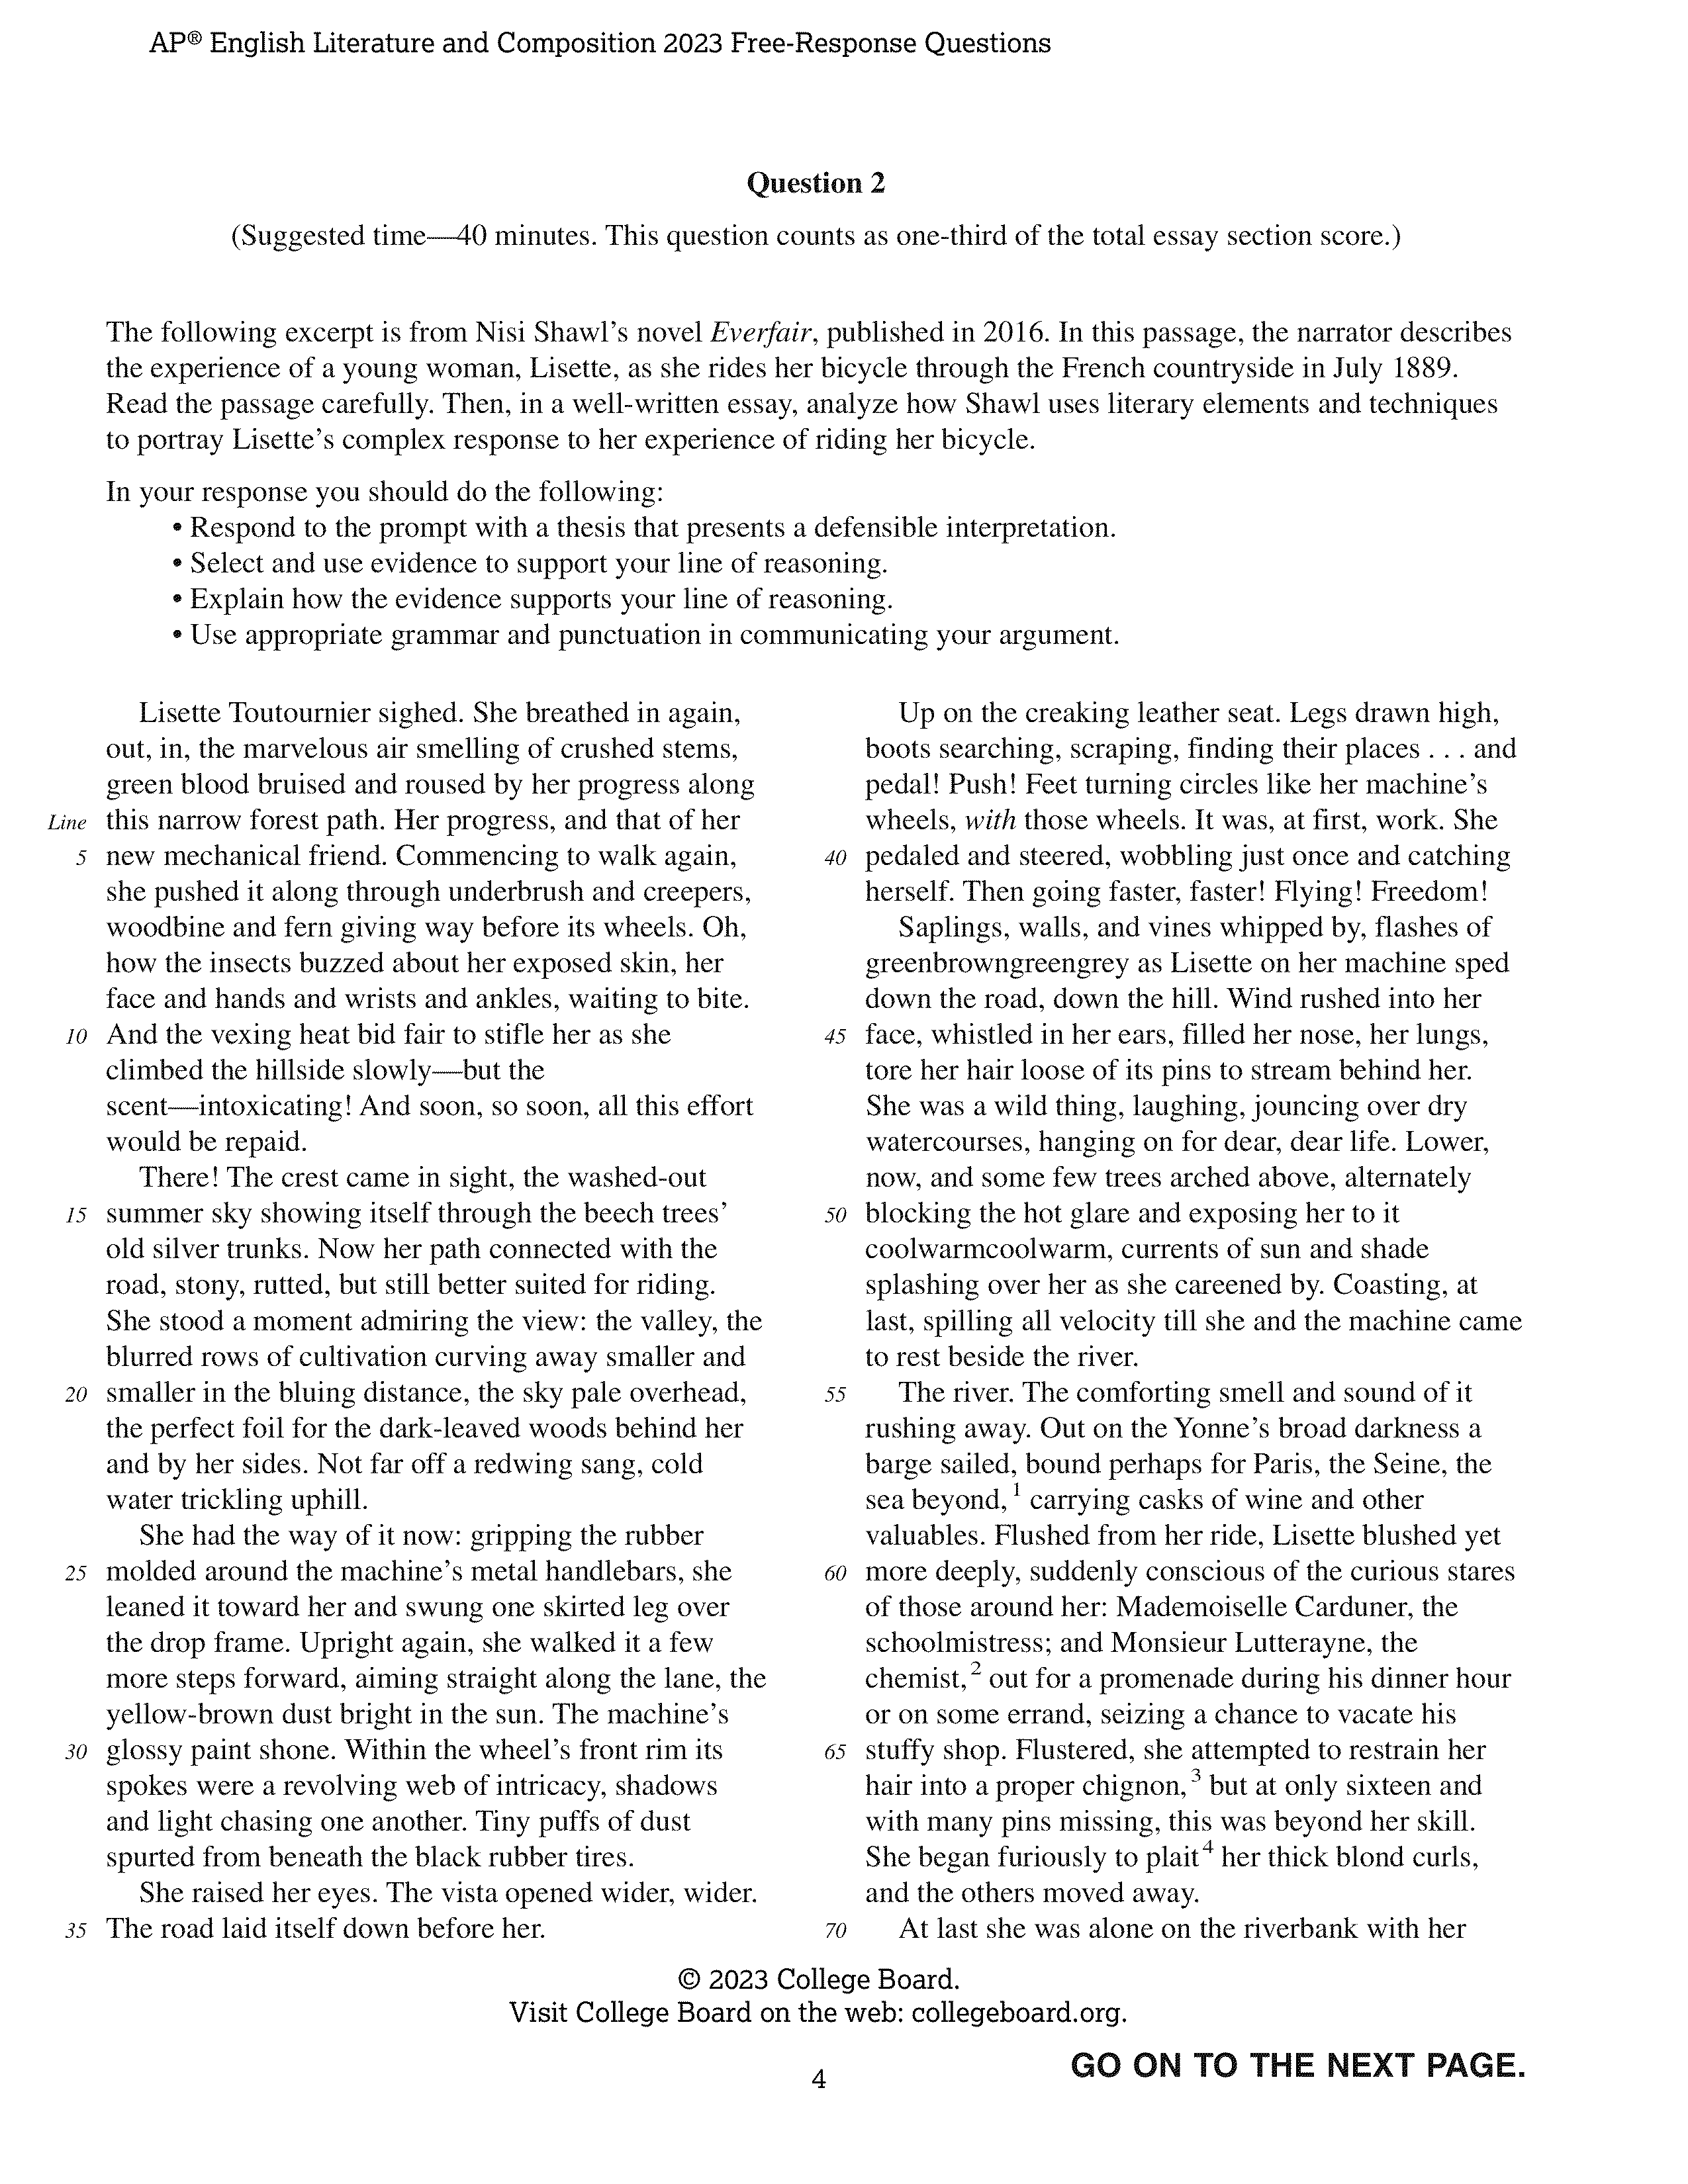 AP® English Literature and Composition 2023 Free-Response Questions
Question 2
(Suggested time—40 minutes. This question counts as one-third of the total essay section score.)
The following excerpt is from Nisi Shawl’s novel Everfair, published in 2016. In this passage, the narrator describes
the experience of a young woman, Lisette, as she rides her bicycle through the French countryside in July 1889.
Read the passage carefully. Then, in a well-written essay, analyze how Shawl uses literary elements and techniques
to portray Lisette’s complex response to her experience of riding her bicycle.
In your response you should do the following:
• Respond to the prompt with a thesis that presents a defensible interpretation.
• Select and use evidence to support your line of reasoning.
• Explain how the evidence supports your line of reasoning.
• Use appropriate grammar and punctuation in communicating your argument.
Lisette Toutournier sighed. She breathed in again,
out, in, the marvelous air smelling of crushed stems,
green blood bruised and roused by her progress along
Line this narrow forest path. Her progress, and that of her
5 new mechanical friend. Commencing to walk again,
she pushed it along through underbrush and creepers,
woodbine and fern giving way before its wheels. Oh,
how the insects buzzed about her exposed skin, her
face and hands and wrists and ankles, waiting to bite.
10 And the vexing heat bid fair to stifle her as she
climbed the hillside slowly—but the
scent—intoxicating! And soon, so soon, all this effort
would be repaid.
There! The crest came in sight, the washed-out
15 summer sky showing itself through the beech trees’
old silver trunks. Now her path connected with the
road, stony, rutted, but still better suited for riding.
She stood a moment admiring the view: the valley, the
blurred rows of cultivation curving away smaller and
20 smaller in the bluing distance, the sky pale overhead,
the perfect foil for the dark-leaved woods behind her
and by her sides. Not far off a redwing sang, cold
water trickling uphill.
She had the way of it now: gripping the rubber
25 molded around the machine’s metal handlebars, she
leaned it toward her and swung one skirted leg over
the drop frame. Upright again, she walked it a few
more steps forward, aiming straight along the lane, the
yellow-brown dust bright in the sun. The machine’s
30 glossy paint shone. Within the wheel’s front rim its
spokes were a revolving web of intricacy, shadows
and light chasing one another. Tiny puffs of dust
spurted from beneath the black rubber tires.
She raised her eyes. The vista opened wider, wider.
35 The road laid itself down before her.
Up on the creaking leather seat. Legs drawn high,
boots searching, scraping, finding their places . . . and
pedal! Push! Feet turning circles like her machine’s
wheels, with those wheels. It was, at first, work. She
40 pedaled and steered, wobbling just once and catching
herself. Then going faster, faster! Flying! Freedom!
Saplings, walls, and vines whipped by, flashes of
greenbrowngreengrey as Lisette on her machine sped
down the road, down the hill. Wind rushed into her
45 face, whistled in her ears, filled her nose, her lungs,
tore her hair loose of its pins to stream behind her.
She was a wild thing, laughing, jouncing over dry
watercourses, hanging on for dear, dear life. Lower,
now, and some few trees arched above, alternately
50 blocking the hot glare and exposing her to it
coolwarmcoolwarm, currents of sun and shade
splashing over her as she careened by. Coasting, at
last, spilling all velocity till she and the machine came
to rest beside the river.
55 The river. The comforting smell and sound of it
rushing away. Out on the Yonne’s broad darkness a
barge sailed, bound perhaps for Paris, the Seine, the
sea beyond,1 carrying casks of wine and other
valuables. Flushed from her ride, Lisette blushed yet
60 more deeply, suddenly conscious of the curious stares
of those around her: Mademoiselle Carduner, the
schoolmistress; and Monsieur Lutterayne, the
chemist,2 out for a promenade during his dinner hour
or on some errand, seizing a chance to vacate his
65 stuffy shop. Flustered, she attempted to restrain her
hair into a proper chignon,3 but at only sixteen and
with many pins missing, this was beyond her skill.
She began furiously to plait4 her thick blond curls,
and the others moved away.
70 At last she was alone on the riverbank with her
© 2023 College Board.
Visit College Board on the web: collegeboard.org.
GO ON TO THE NEXT PAGE.
4